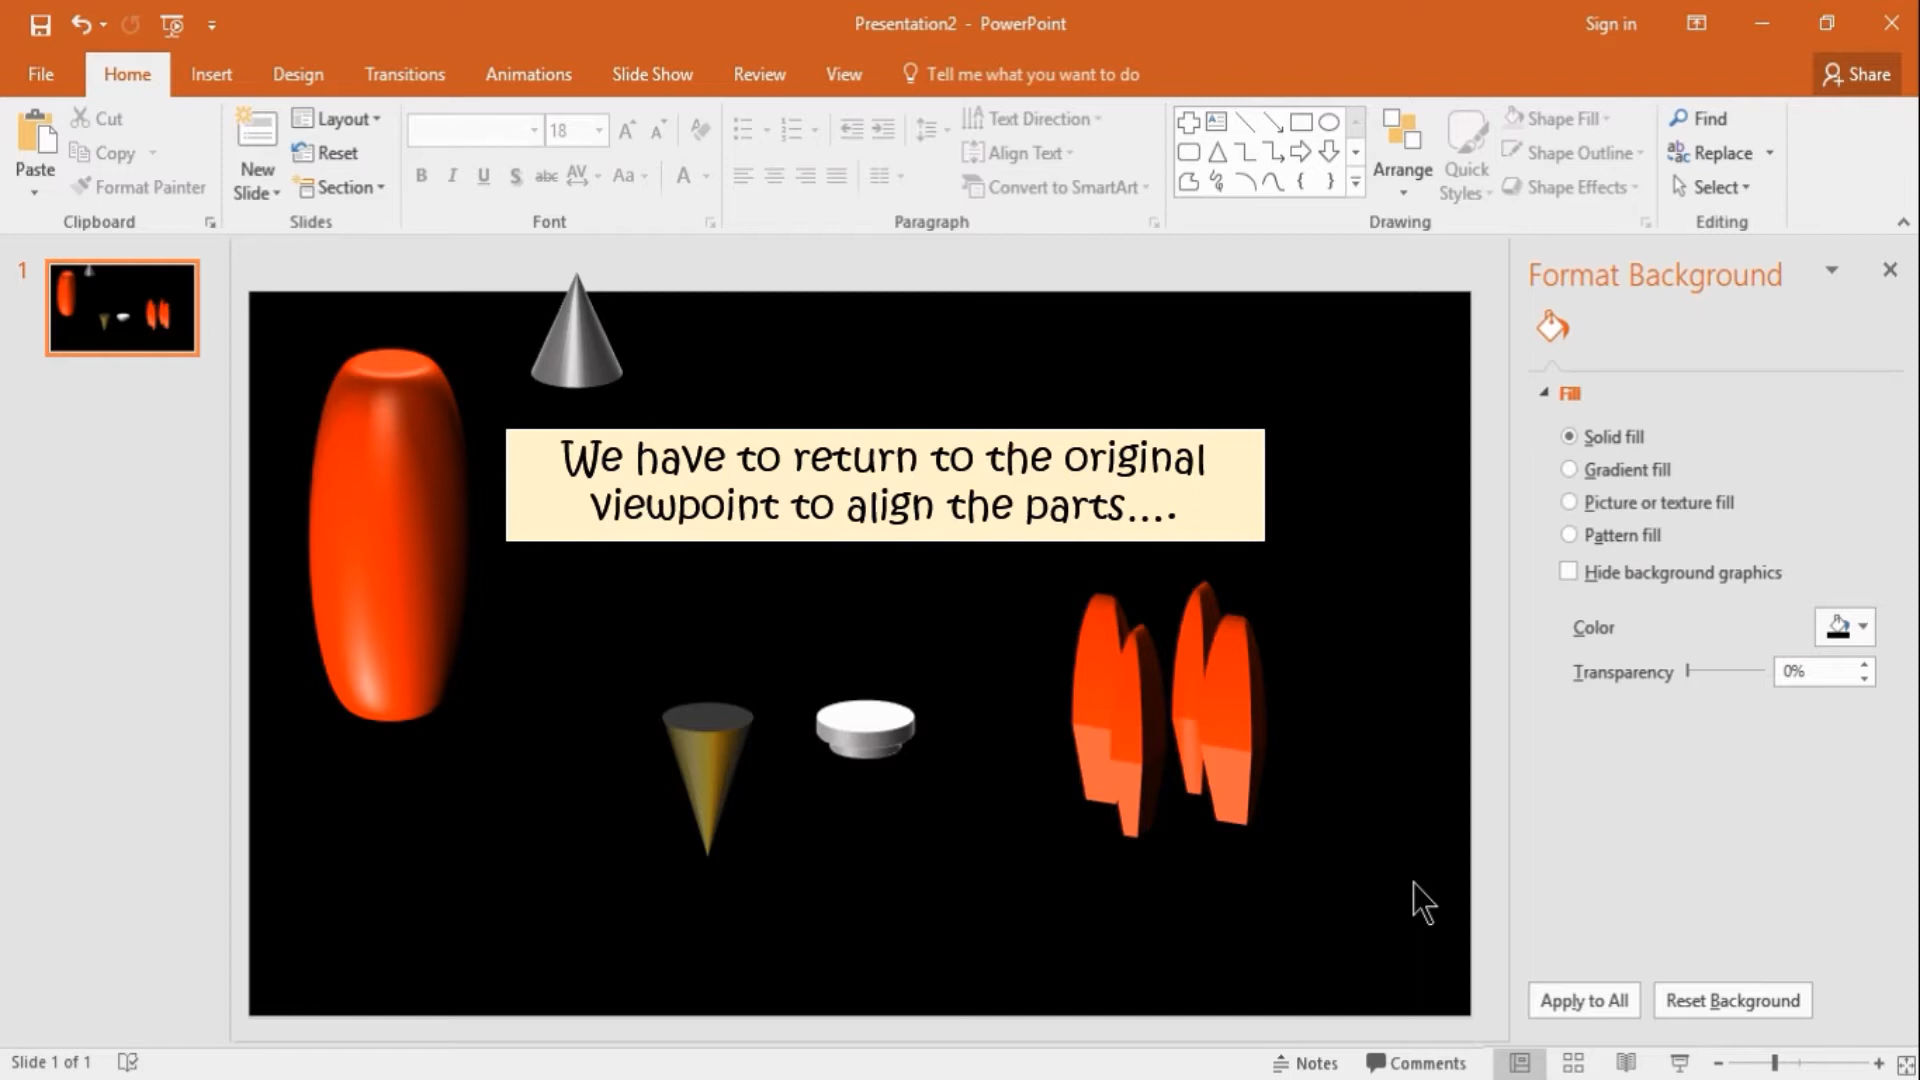 Presentation2 - PowerPoint
Sign in
File Home Insert Design Transitions Animations Slide Show Review View Tell me what you want to do Share
Paste
Cut
Copy
Format Painter
Clipboard
New Slide
Layout
Reset
Section
Slides
18
B I U S abc AV Aa A
Font
Text Direction
Align Text
Convert to SmartArt
Paragraph
Arrange
Quick Styles
Shape Fill
Shape Outline
Shape Effects
Drawing
Find
Replace
Select
Editing
1
We have to return to the original
viewpoint to align the parts....
Format Background
Fill
Solid fill
Gradient fill
Picture or texture fill
Pattern fill
Hide background graphics
Color
Transparency 0%
Apply to All Reset Background
Slide 1 of 1 Notes Comments